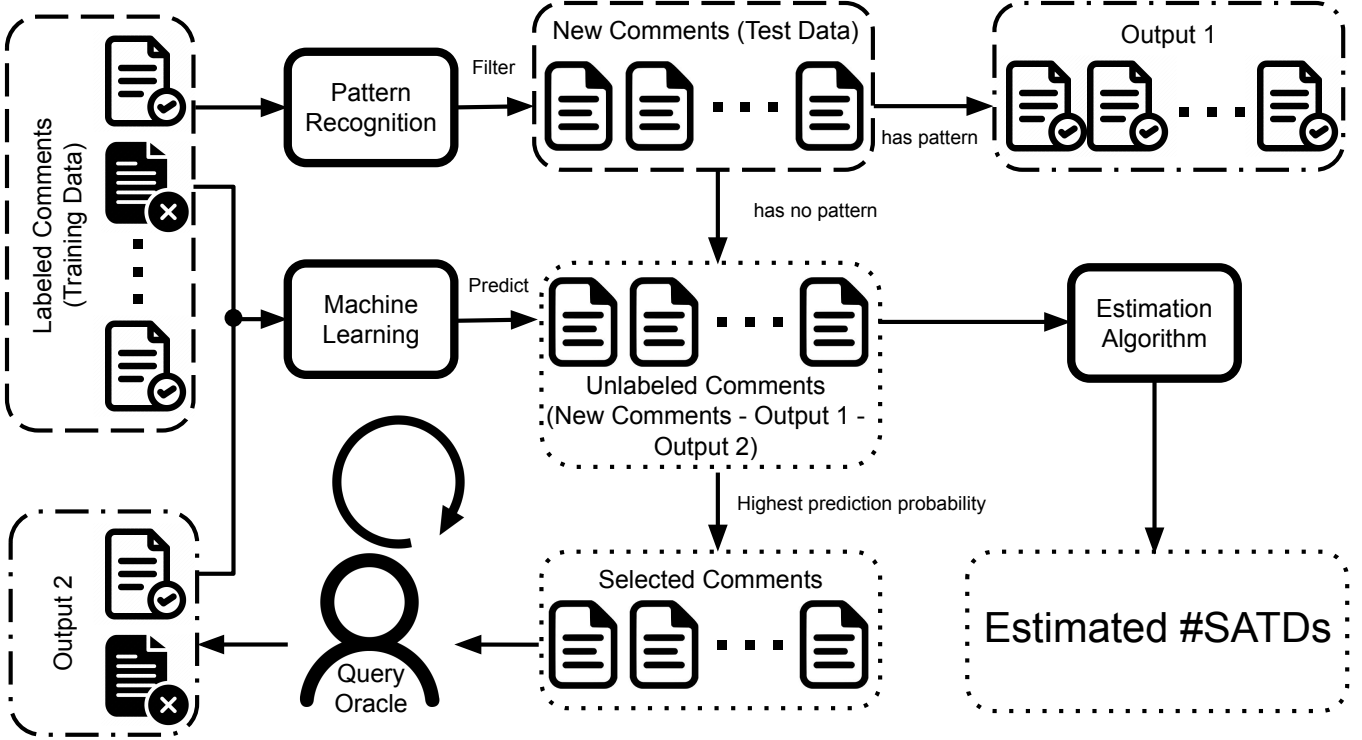 Labeled Comments
(Training Data)
Pattern
Recognition
Filter
New Comments (Test Data)
has pattern
Output 1
has no pattern
Machine
Learning
Predict
Unlabeled Comments
(New Comments - Output 1 -
Output 2)
Estimation
Algorithm
Highest prediction probability
Selected Comments
Query
Oracle
Output 2
Estimated #SATDs